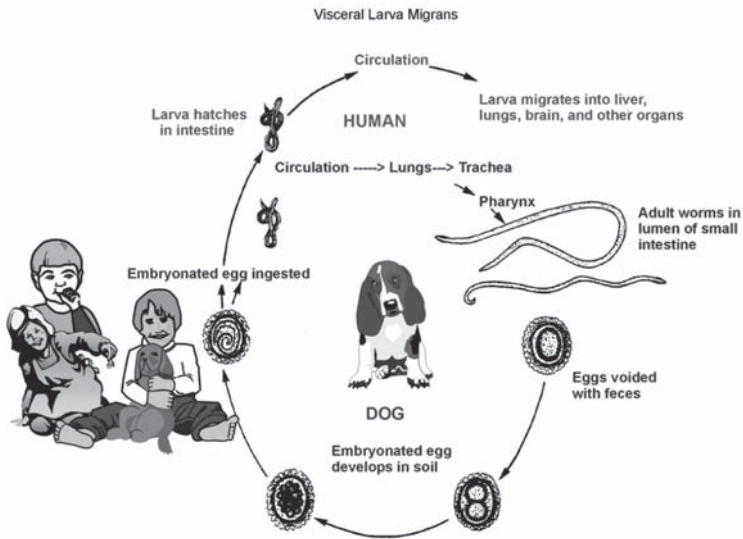 Visceral Larva Migrans
Circulation
Larva hatches
in intestine
HUMAN
Larva migrates into liver,
lungs, brain, and other organs
Circulation -----> Lungs---> Trachea
Pharynx
Adult worms in
lumen of small
intestine
Embryonated egg ingested
Eggs voided
with feces
DOG
Embryonated egg
develops in soil